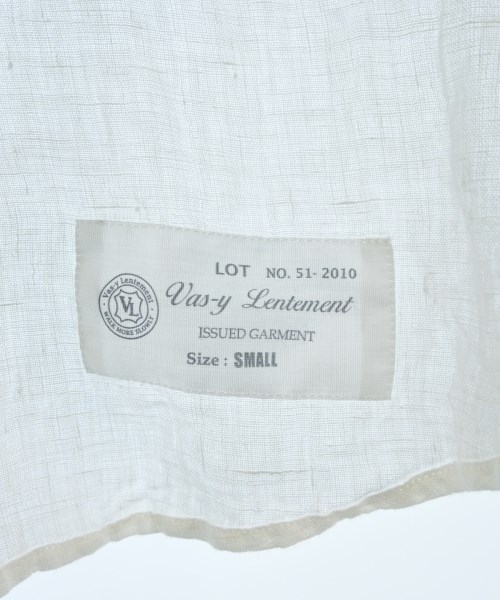 LOT NO. 51-2010
Vas-y Lentement
ISSUED GARMENT
Size: SMALL
Vas-y Lentement
VL
WALK MORE SLOWLY